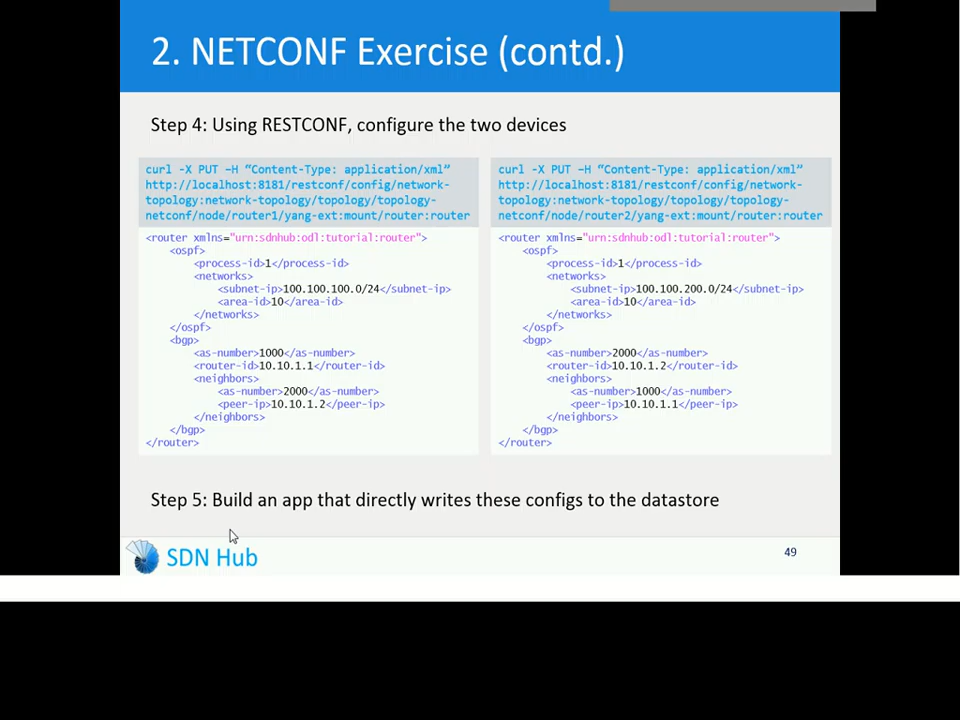 2. NETCONF Exercise (contd.)
Step 4: Using RESTCONF, configure the two devices
curl -X PUT –H “Content-Type: application/xml”
http://localhost:8181/restconf/config/network-
topology:network-topology/topology/topology-
netconf/node/router1/yang-ext:mount/router:router
<router xmlns="urn:sdnhub:odl:tutorial:router">
<ospf>
<process-id>1</process-id>
<networks>
<subnet-ip>100.100.100.0/24</subnet-ip>
<area-id>10</area-id>
</networks>
</ospf>
<bgp>
<as-number>1000</as-number>
<router-id>10.10.1.1</router-id>
<neighbors>
<as-number>2000</as-number>
<peer-ip>10.10.1.2</peer-ip>
</neighbors>
</bgp>
</router>
curl -X PUT –H “Content-Type: application/xml”
http://localhost:8181/restconf/config/network-
topology:network-topology/topology/topology-
netconf/node/router2/yang-ext:mount/router:router
<router xmlns="urn:sdnhub:odl:tutorial:router">
<ospf>
<process-id>1</process-id>
<networks>
<subnet-ip>100.100.200.0/24</subnet-ip>
<area-id>10</area-id>
</networks>
</ospf>
<bgp>
<as-number>2000</as-number>
<router-id>10.10.1.2</router-id>
<neighbors>
<as-number>1000</as-number>
<peer-ip>10.10.1.1</peer-ip>
</neighbors>
</bgp>
</router>
Step 5: Build an app that directly writes these configs to the datastore
SDN Hub
49